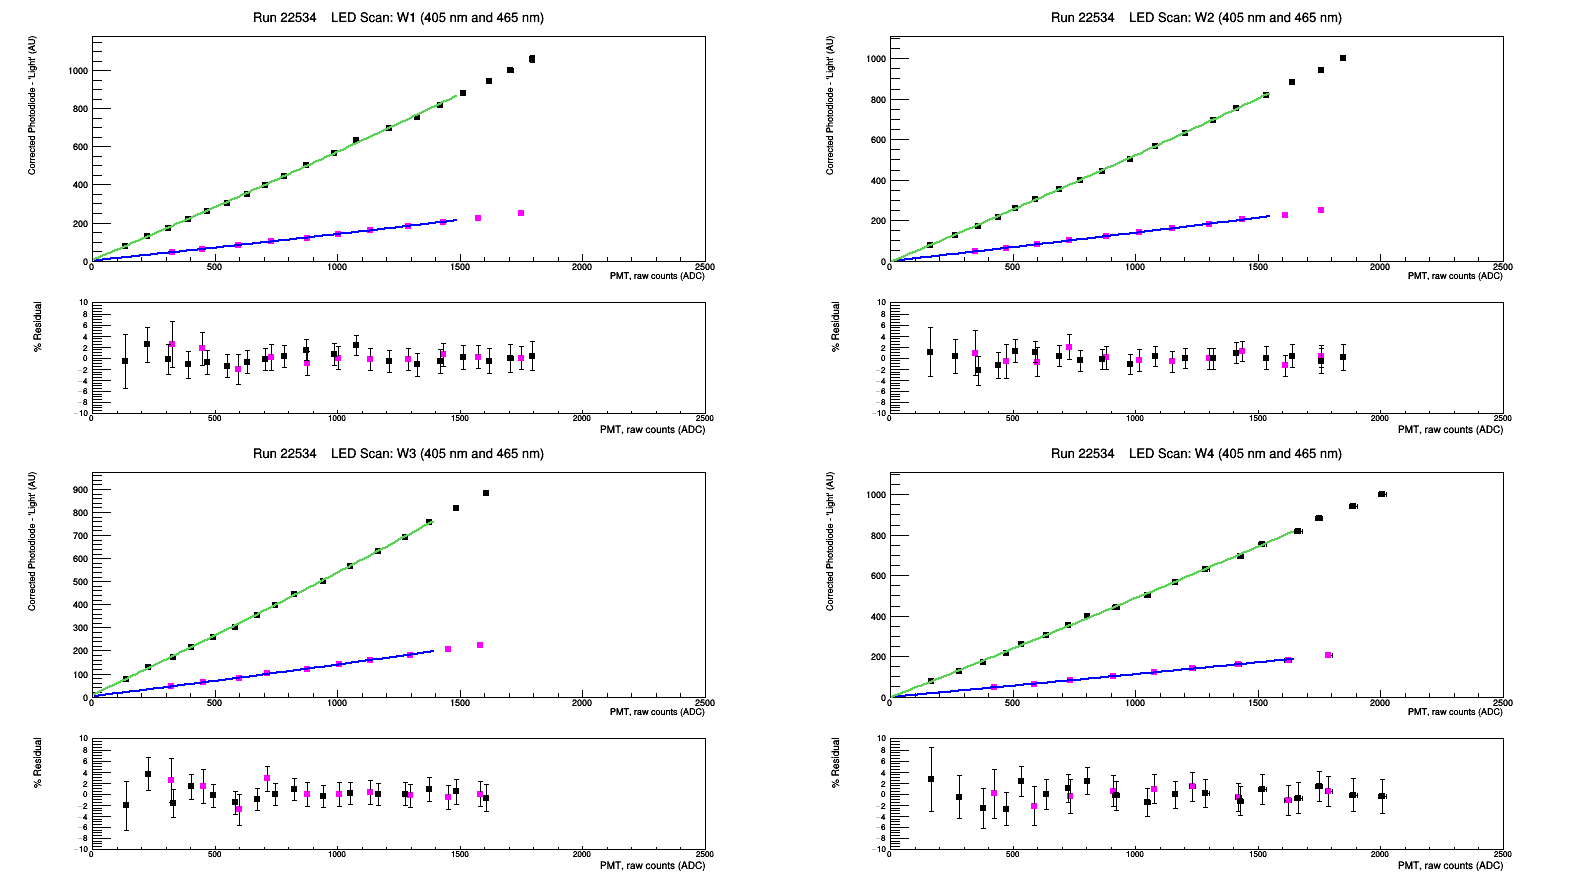 Run 22534    LED Scan: W1 (405 nm and 465 nm)
Corrected Photodiode - 'Light' (AU)
1000
800
600
400
200
0
0 500 1000 1500 2000 2500
PMT, raw counts (ADC)
% Residual
10
8
6
4
2
0
−2
−4
−6
−8
−10
0 500 1000 1500 2000 2500
PMT, raw counts (ADC)
Run 22534    LED Scan: W2 (405 nm and 465 nm)
Corrected Photodiode - 'Light' (AU)
1000
800
600
400
200
0
0 500 1000 1500 2000 2500
PMT, raw counts (ADC)
% Residual
10
8
6
4
2
0
−2
−4
−6
−8
−10
0 500 1000 1500 2000 2500
PMT, raw counts (ADC)
Run 22534    LED Scan: W3 (405 nm and 465 nm)
Corrected Photodiode - 'Light' (AU)
900
800
700
600
500
400
300
200
100
0
0 500 1000 1500 2000 2500
PMT, raw counts (ADC)
% Residual
10
8
6
4
2
0
−2
−4
−6
−8
−10
0 500 1000 1500 2000 2500
PMT, raw counts (ADC)
Run 22534    LED Scan: W4 (405 nm and 465 nm)
Corrected Photodiode - 'Light' (AU)
1000
800
600
400
200
0
0 500 1000 1500 2000 2500
PMT, raw counts (ADC)
% Residual
10
8
6
4
2
0
−2
−4
−6
−8
−10
0 500 1000 1500 2000 2500
PMT, raw counts (ADC)